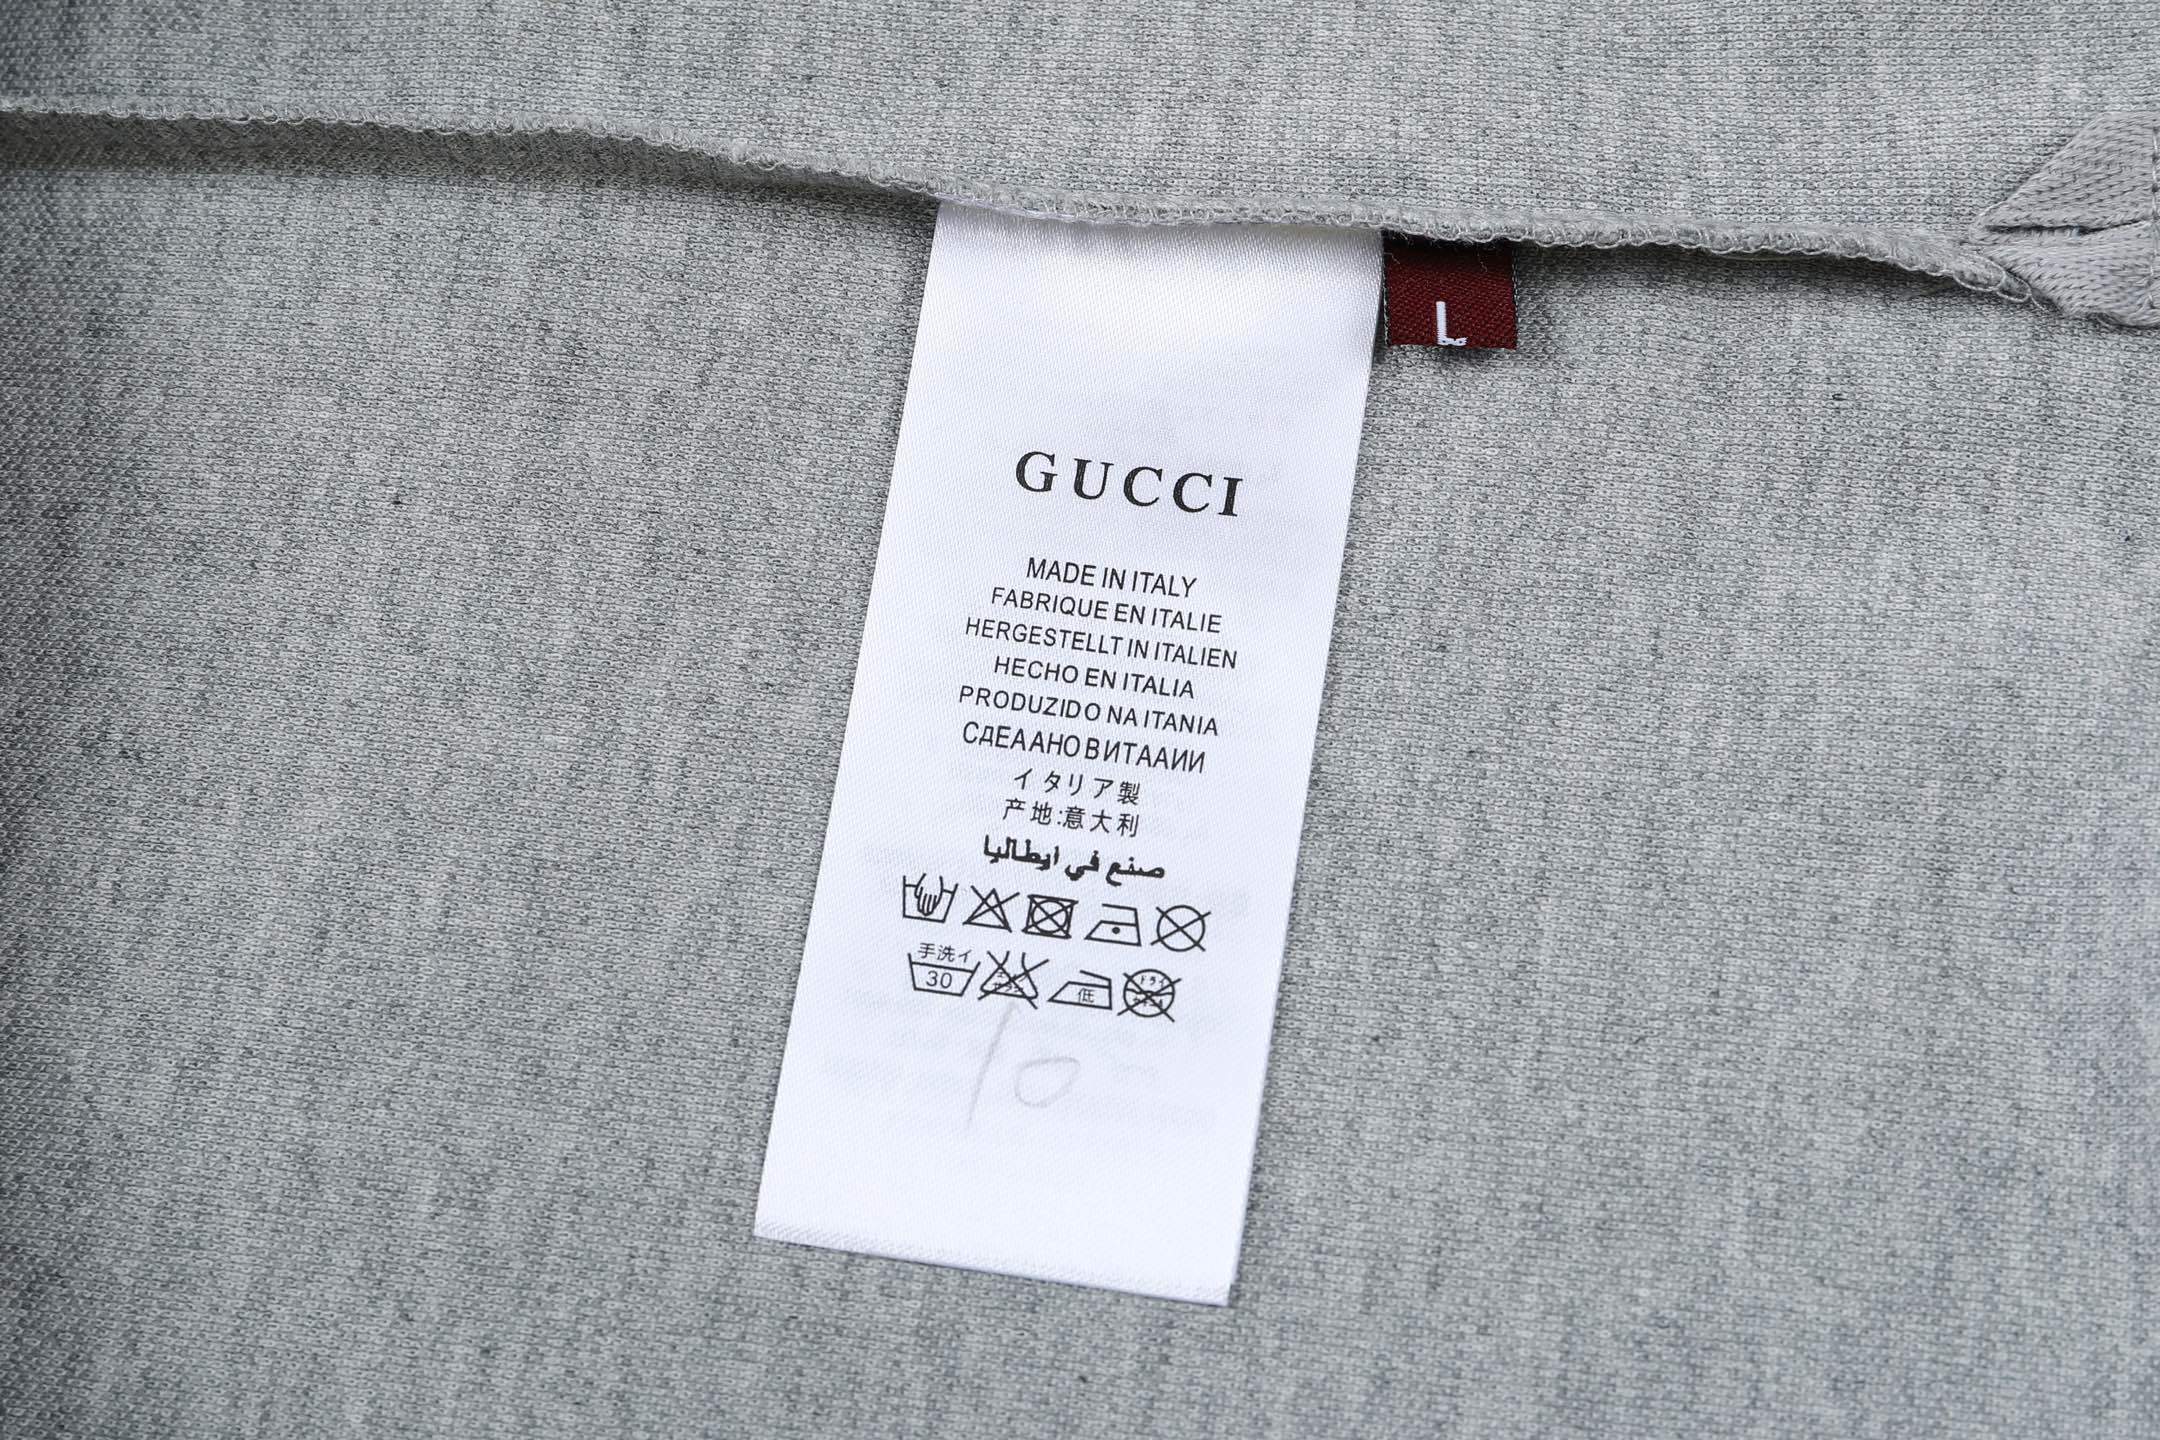 L
GUCCI
MADE IN ITALY
FABRIQUE EN ITALIE
HERGESTELLT IN ITALIEN
HECHO EN ITALIA
PRODUZIDO NA ITANIA
СДЕААНО В ИТААИИ
イタリア製
产地:意大利
صنع في ايطاليا
手洗イ
30
低
10